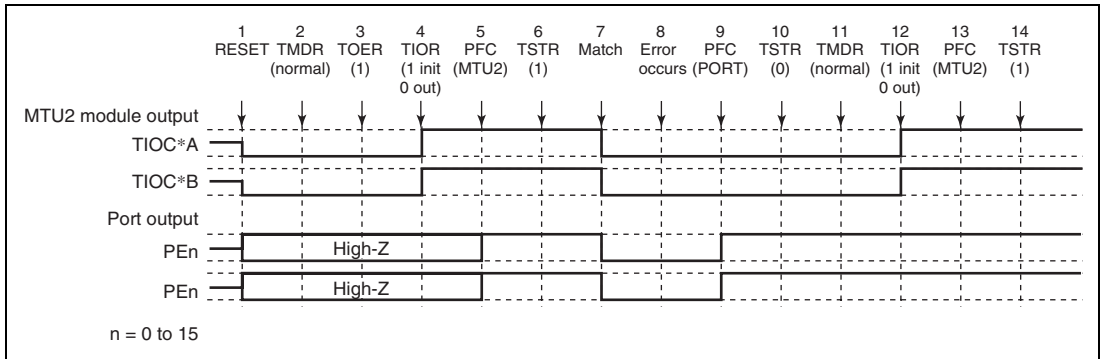 1 2 3 4 5 6 7 8 9 10 11 12 13 14
RESET TMDR TOER TIOR PFC TSTR Match Error PFC TSTR TMDR TIOR PFC TSTR
(normal) (1) (1 init (MTU2) (1) occurs (PORT) (0) (normal) (1 init (MTU2) (1)
0 out) 0 out)
MTU2 module output
TIOC*A
TIOC*B
Port output
PEn High-Z
PEn High-Z
n = 0 to 15